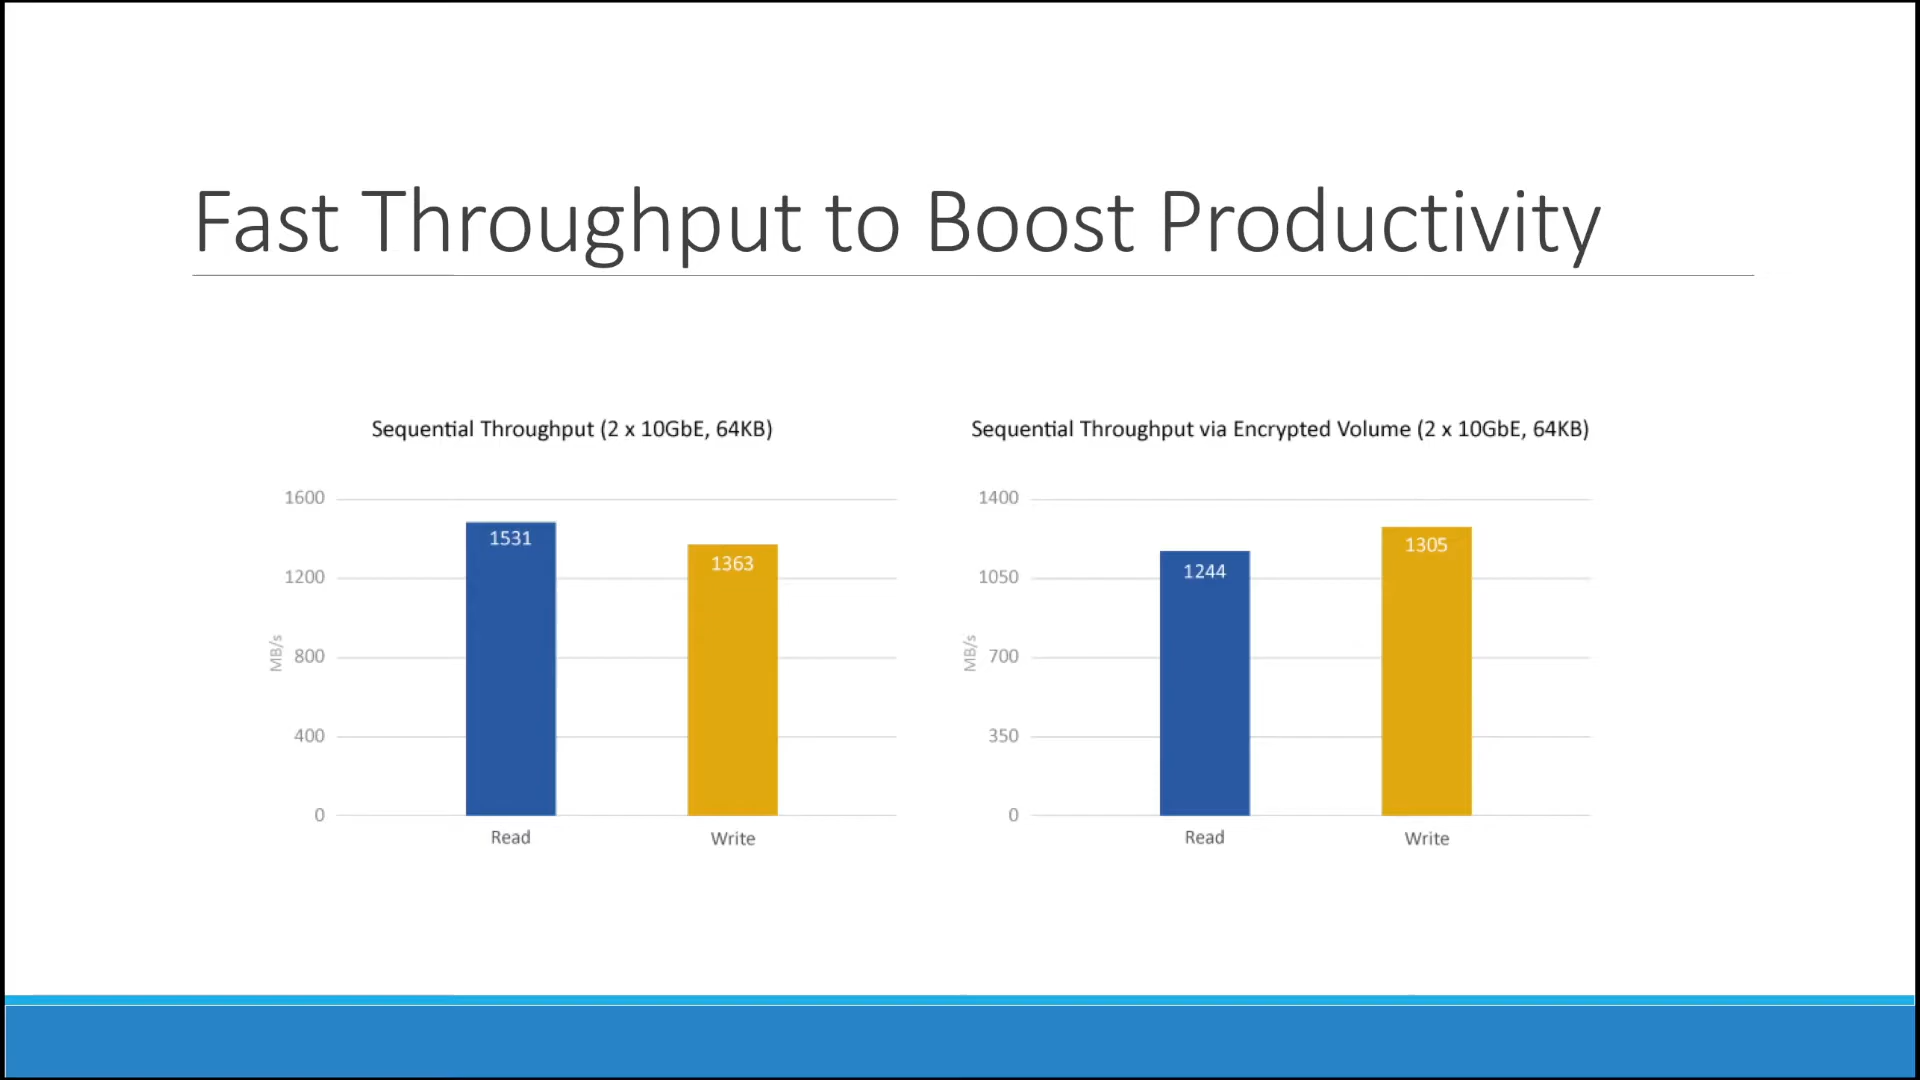 Fast Throughput to Boost Productivity
Sequential Throughput (2 x 10GbE, 64KB)
1600
1200
800
400
0
MB/s
1531
1363
Read
Write
Sequential Throughput via Encrypted Volume (2 x 10GbE, 64KB)
1400
1050
700
350
0
MB/s
1244
1305
Read
Write